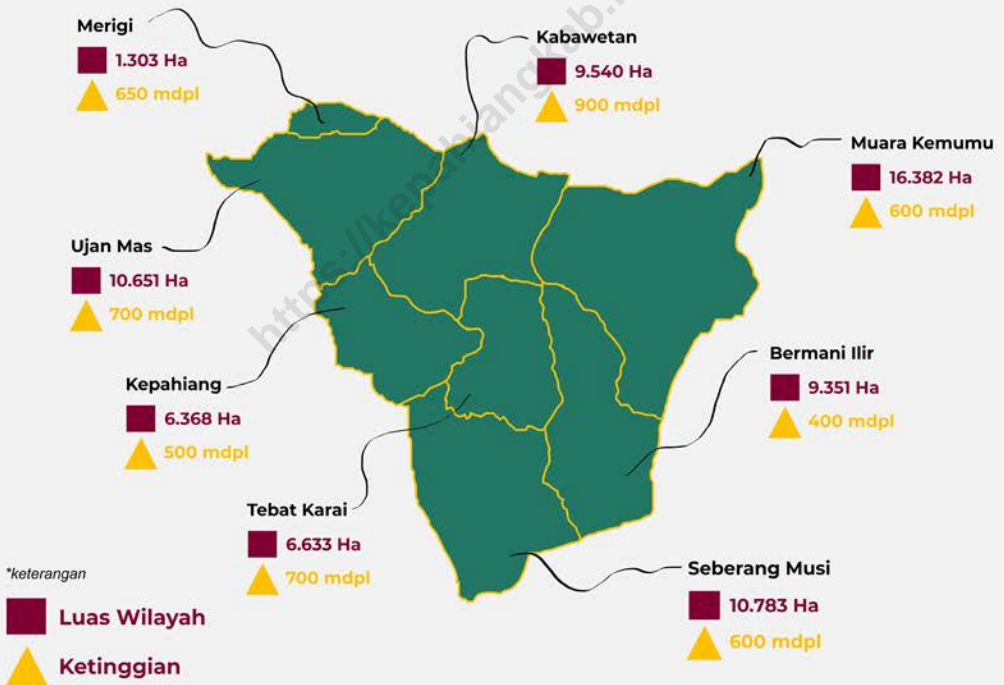 Merigi
1.303 Ha
650 mdpl
Kabawetan
9.540 Ha
900 mdpl
Muara Kemumu
16.382 Ha
600 mdpl
Ujan Mas
10.651 Ha
700 mdpl
Bermani Ilir
9.351 Ha
400 mdpl
Kepahiang
6.368 Ha
500 mdpl
Tebat Karai
6.633 Ha
700 mdpl
Seberang Musi
10.783 Ha
600 mdpl
*keterangan
Luas Wilayah
Ketinggian